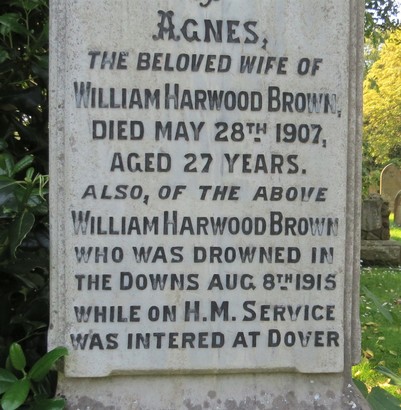 AGNES,
THE BELOVED WIFE OF
WILLIAM HARWOOD BROWN,
DIED MAY 28TH 1907,
AGED 27 YEARS.
ALSO, OF THE ABOVE
WILLIAM HARWOOD BROWN
WHO WAS DROWNED IN
THE DOWNS AUG. 8TH 1915
WHILE ON H.M. SERVICE
WAS INTERED AT DOVER